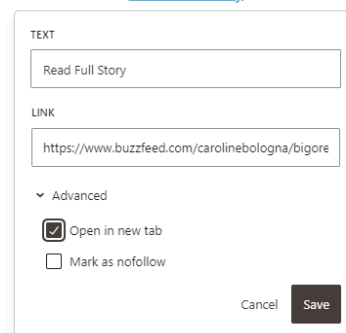 TEXT
Read Full Story
LINK
https://www.buzzfeed.com/carolinebologna/bigore
Advanced
Open in new tab
Mark as nofollow
Cancel Save